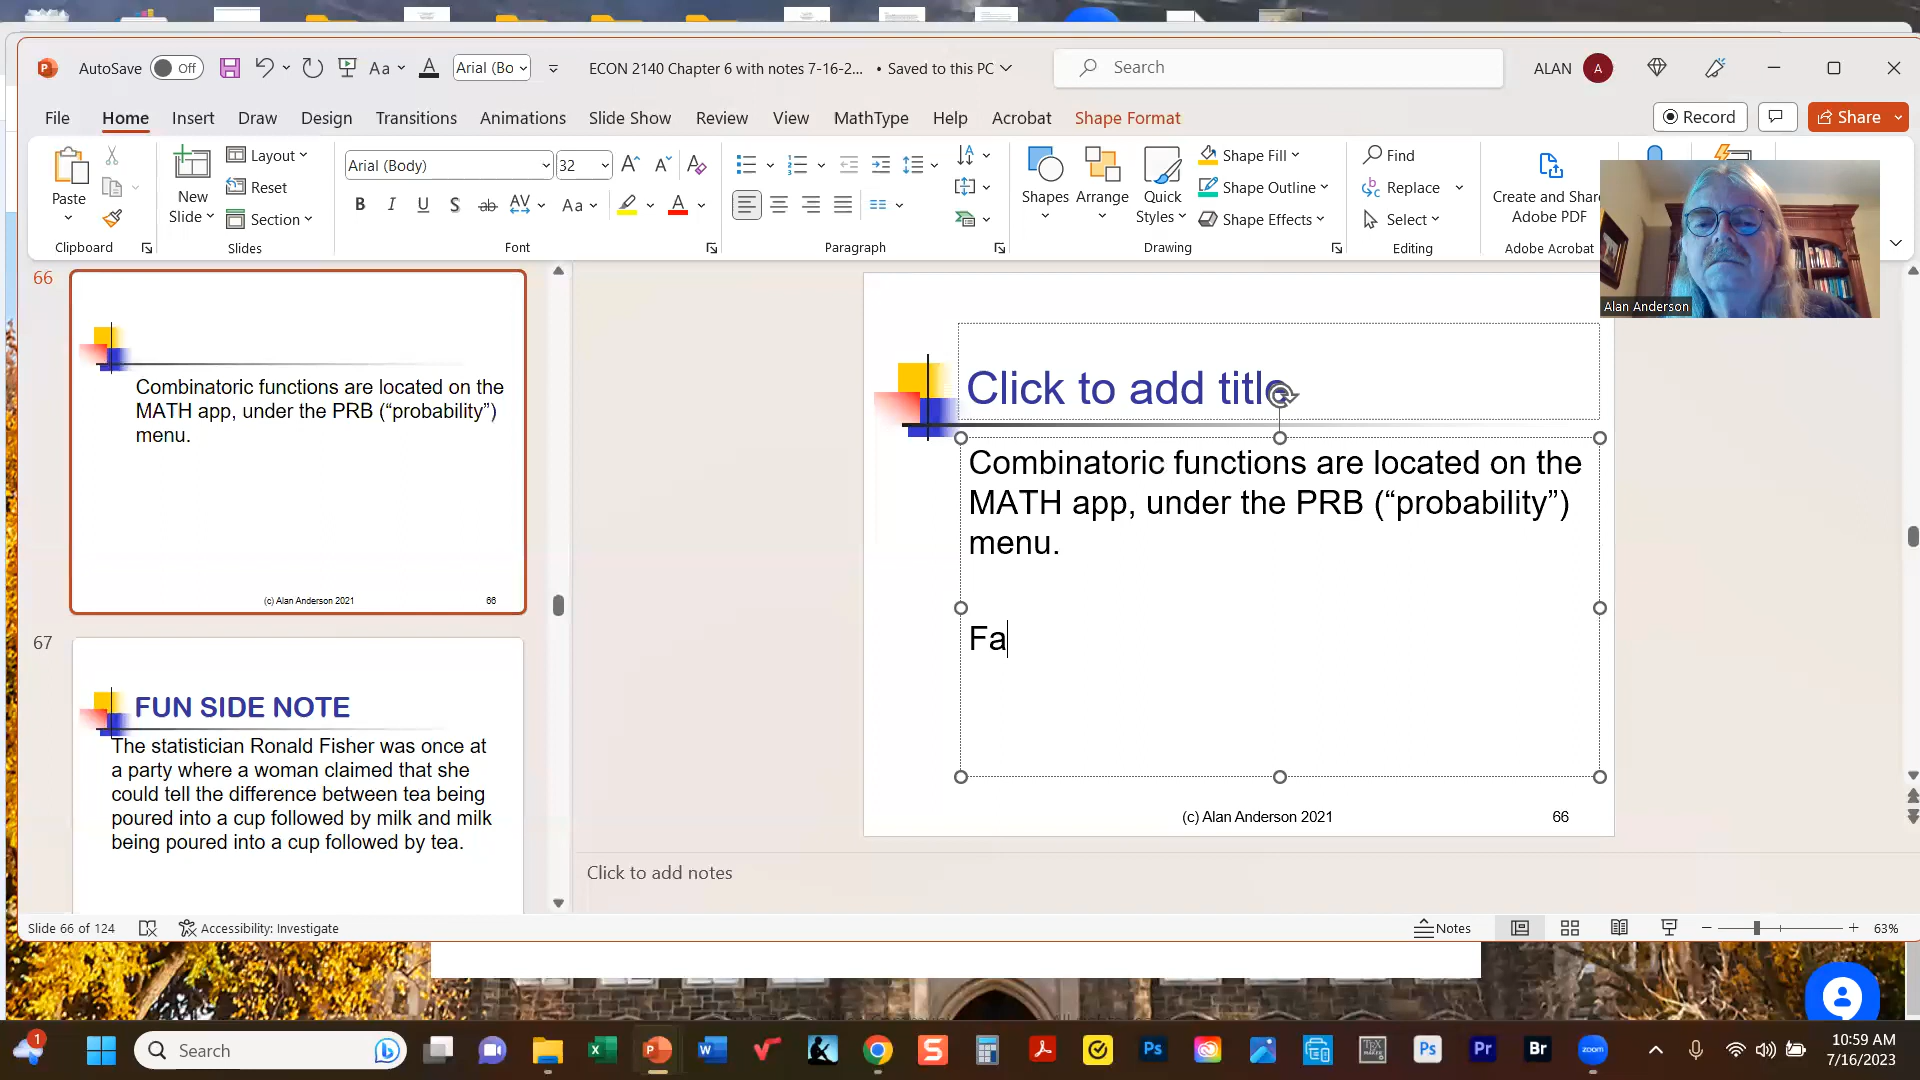 AutoSave Off Aa A Arial (Bo ECON 2140 Chapter 6 with notes 7-16-2... • Saved to this PC Search ALAN A
File Home Insert Draw Design Transitions Animations Slide Show Review View MathType Help Acrobat Shape Format Record Share
Paste
Clipboard
New
Slide
Layout
Reset
Section
Slides
Arial (Body) 32
B I U S ab AV Aa A
Font
Paragraph
Shapes
Arrange
Quick
Styles
Shape Fill
Shape Outline
Shape Effects
Drawing
Find
Replace
Select
Editing
Create and Share
Adobe PDF
Adobe Acrobat
Alan Anderson
66
Combinatoric functions are located on the
MATH app, under the PRB (“probability”)
menu.
(c) Alan Anderson 2021 66
67
FUN SIDE NOTE
The statistician Ronald Fisher was once at
a party where a woman claimed that she
could tell the difference between tea being
poured into a cup followed by milk and milk
being poured into a cup followed by tea.
Click to add title
Combinatoric functions are located on the
MATH app, under the PRB (“probability”)
menu.
Fa
(c) Alan Anderson 2021 66
Click to add notes
Slide 66 of 124 Accessibility: Investigate Notes 63%
1 Search zoom 10:59 AM
7/16/2023